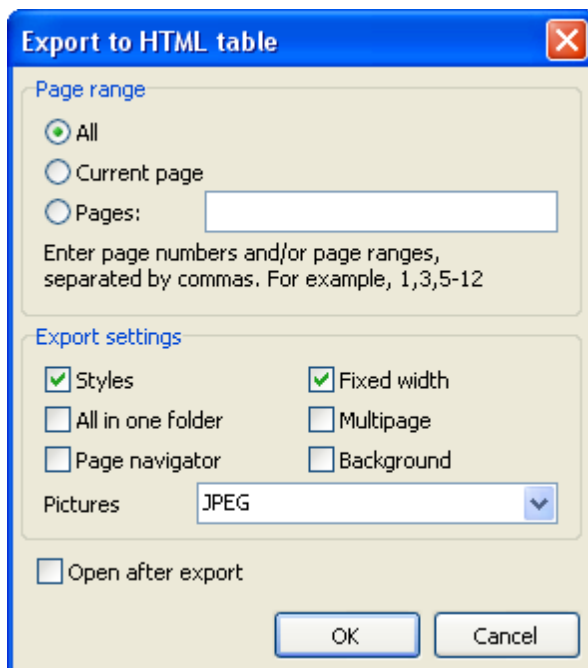 Export to HTML table
Page range
All
Current page
Pages:
Enter page numbers and/or page ranges,
separated by commas. For example, 1,3,5-12
Export settings
Styles
Fixed width
All in one folder
Multipage
Page navigator
Background
Pictures
JPEG
Open after export
OK
Cancel